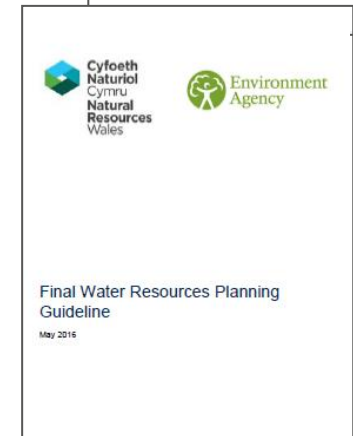 Cyfoeth
Naturiol
Cymru
Natural
Resources
Wales
Environment
Agency
Final Water Resources Planning
Guideline
May 2016